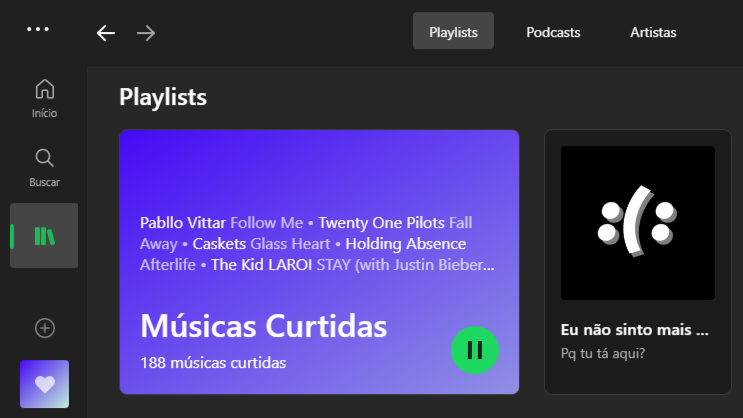 Playlists
Podcasts
Artistas
Início
Buscar
Playlists
Pabllo Vittar Follow Me • Twenty One Pilots Fall
Away • Caskets Glass Heart • Holding Absence
Afterlife • The Kid LAROI STAY (with Justin Bieber...
Músicas Curtidas
188 músicas curtidas
Eu não sinto mais ...
Pq tu tá aqui?